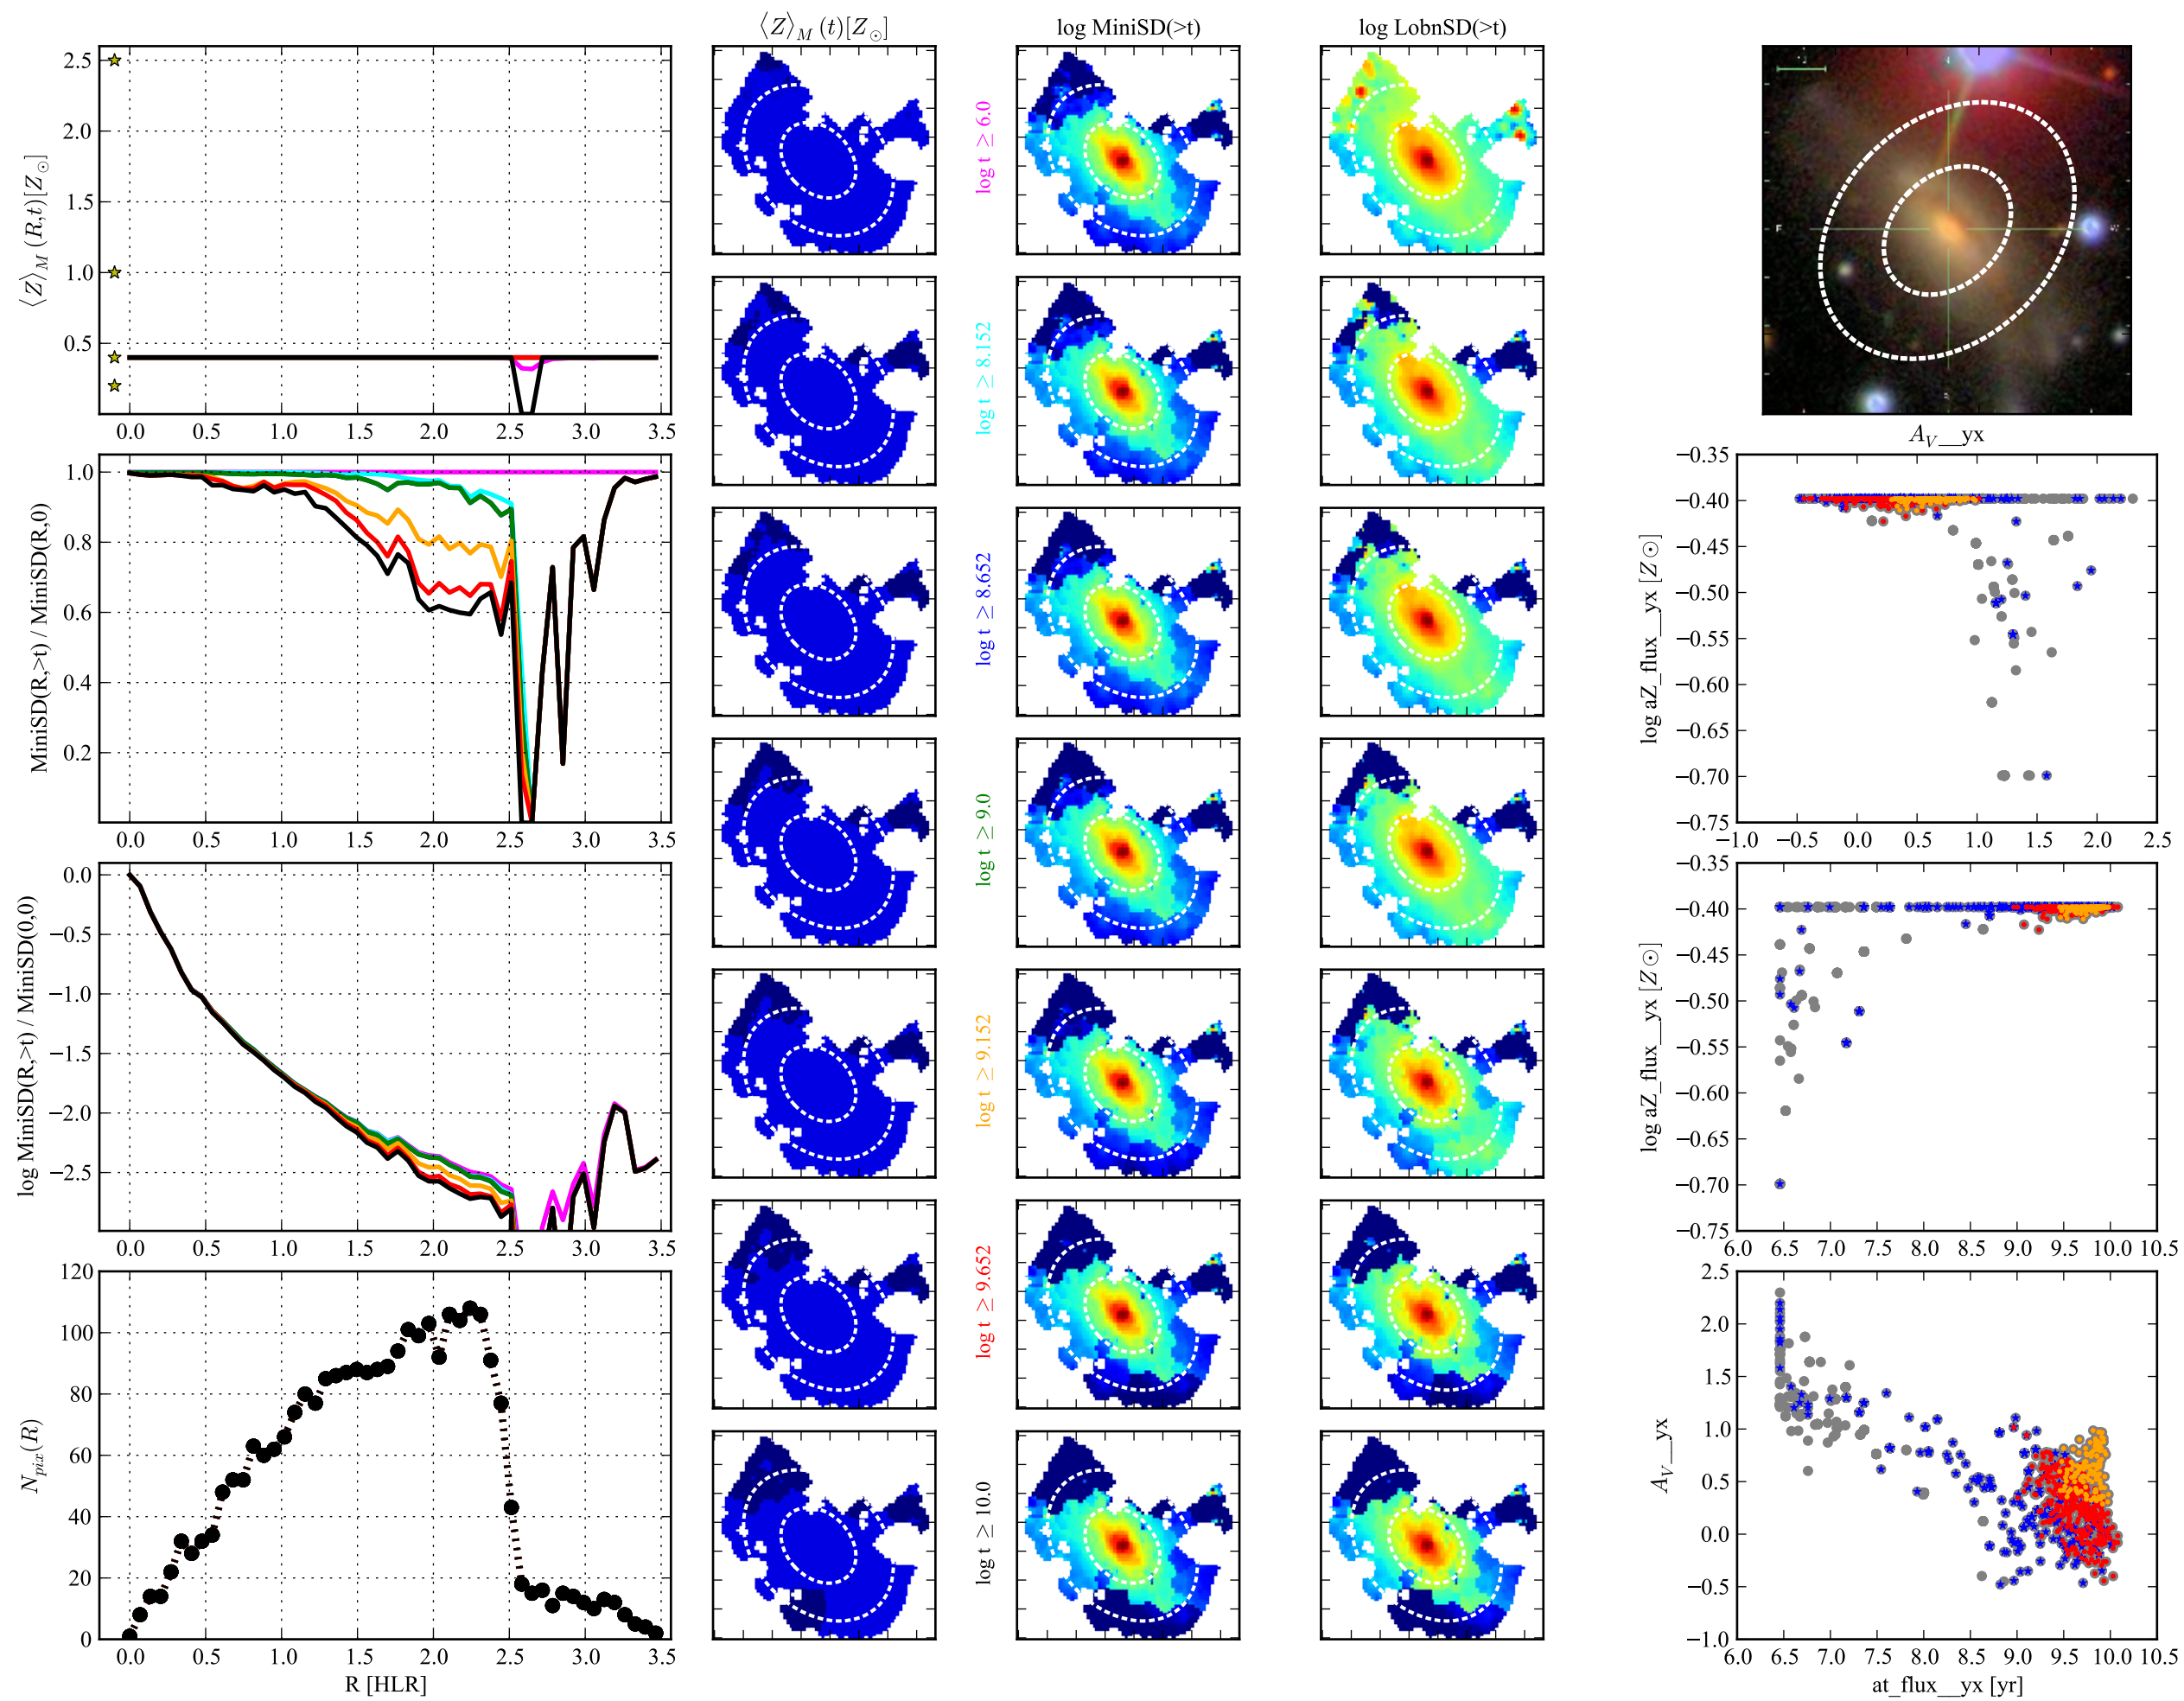 ⟨Z⟩_M (t)[Z_⊙]
log MiniSD(>t)
log LobnSD(>t)
⟨Z⟩_M (R,t)[Z_⊙]
2.5
2.0
1.5
1.0
0.5
0.0 0.5 1.0 1.5 2.0 2.5 3.0 3.5
MiniSD(R,>t) / MiniSD(R,0)
1.0
0.8
0.6
0.4
0.2
0.0 0.5 1.0 1.5 2.0 2.5 3.0 3.5
log MiniSD(R,>t) / MiniSD(0,0)
0.0
−0.5
−1.0
−1.5
−2.0
−2.5
0.0 0.5 1.0 1.5 2.0 2.5 3.0 3.5
N_pix(R)
120
100
80
60
40
20
0
0.0 0.5 1.0 1.5 2.0 2.5 3.0 3.5
R [HLR]
log t ≥ 6.0
log t ≥ 8.152
log t ≥ 8.652
log t ≥ 9.0
log t ≥ 9.152
log t ≥ 9.652
log t ≥ 10.0
A_V__yx
log aZ_flux__yx [Z⊙]
−0.35
−0.40
−0.45
−0.50
−0.55
−0.60
−0.65
−0.70
−0.75
−1.0 −0.5 0.0 0.5 1.0 1.5 2.0 2.5
log aZ_flux__yx [Z⊙]
−0.35
−0.40
−0.45
−0.50
−0.55
−0.60
−0.65
−0.70
−0.75
6.0 6.5 7.0 7.5 8.0 8.5 9.0 9.5 10.0 10.5
A_V__yx
2.5
2.0
1.5
1.0
0.5
0.0
−0.5
−1.0
6.0 6.5 7.0 7.5 8.0 8.5 9.0 9.5 10.0 10.5
at_flux__yx [yr]